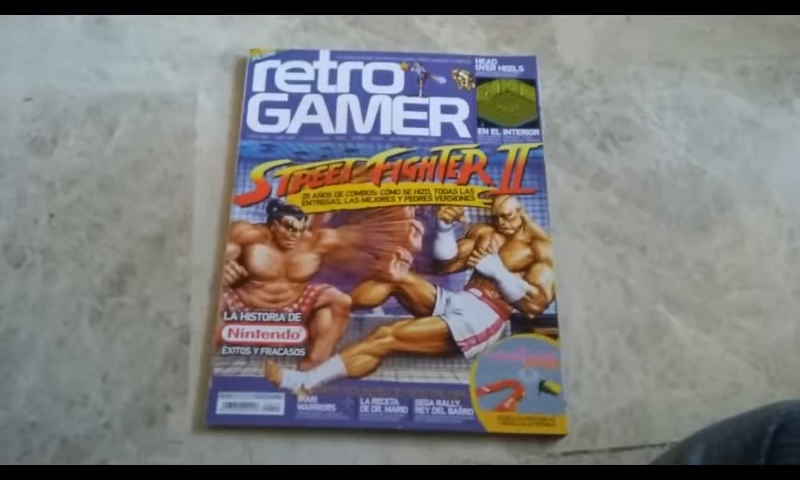 retro
GAMER
HEAD
OVER HEELS
EN EL INTERIOR
STREET FIGHTER II
25 AÑOS DE COMBOS: CÓMO SE HIZO, TODAS LAS
ENTREGAS, LAS MEJORES Y PEORES VERSIONES
LA HISTORIA DE
Nintendo
ÉXITOS Y FRACASOS
IKARI
WARRIORS
LA RECETA
DE DR. MARIO
SEGA RALLY,
REY DEL BARRO